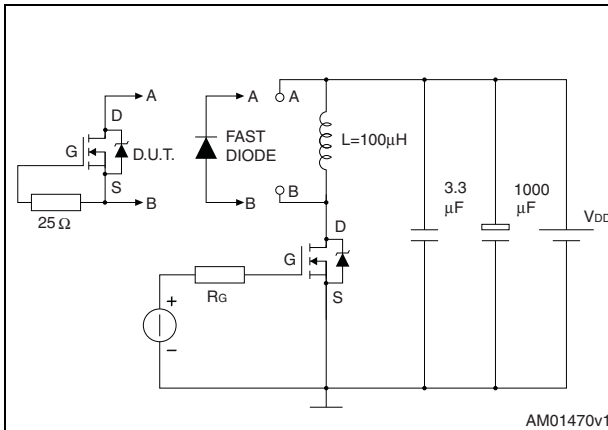 A
D
G
D.U.T.
S
B
25 Ω
A
FAST
DIODE
B
A
L=100μH
B
D
G
S
RG
+
–
3.3
μF
1000
μF
VDD
AM01470v1